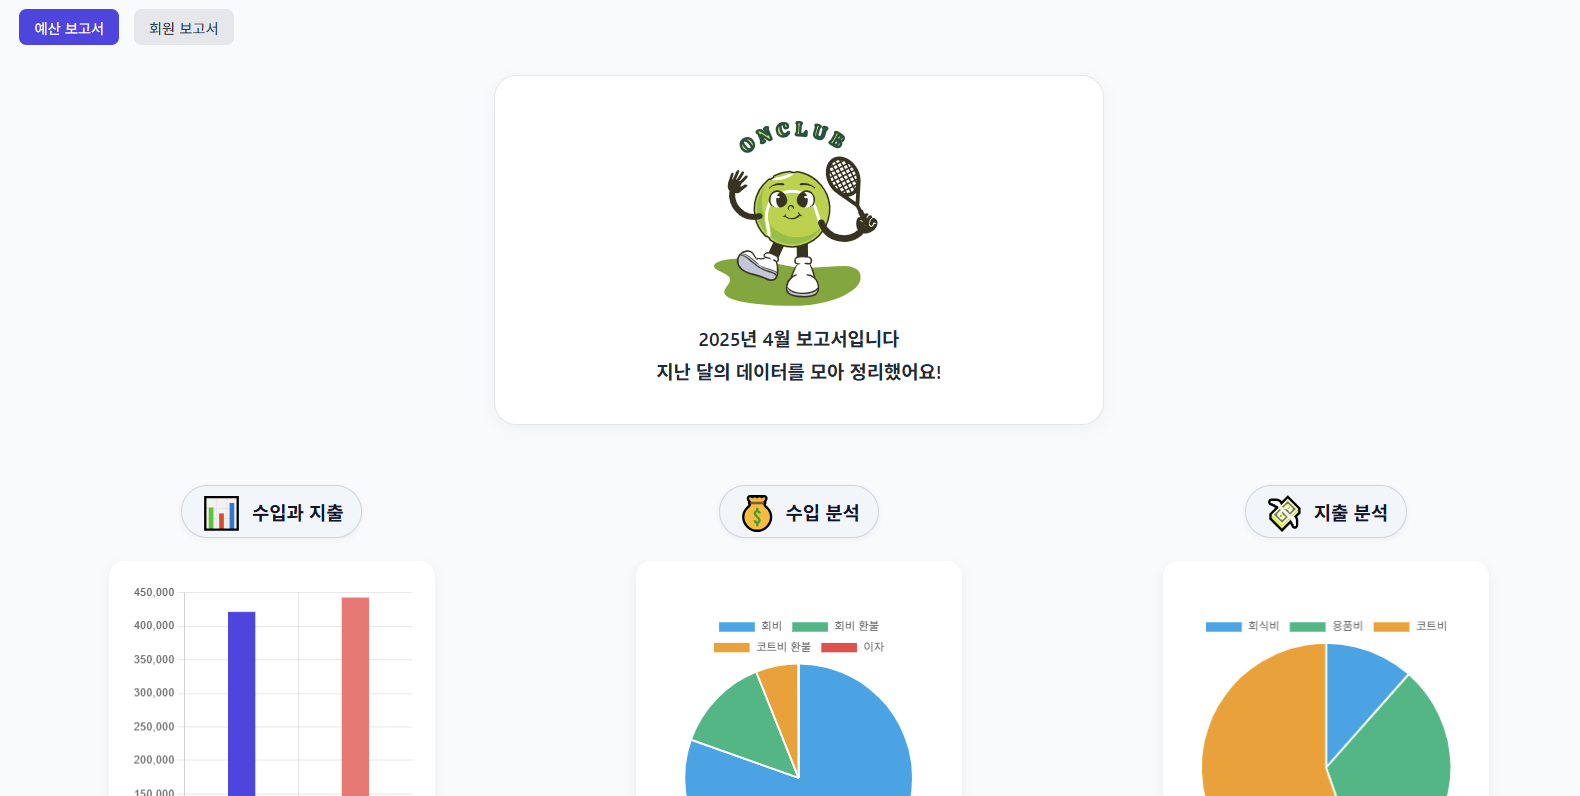 예산 보고서
회원 보고서
ONCLUB
2025년 4월 보고서입니다
지난 달의 데이터를 모아 정리했어요!
수입과 지출
수입 분석
지출 분석
450,000
400,000
350,000
300,000
250,000
200,000
150,000
회비 회비 환불
코트비 환불 이자
회식비 용품비 코트비